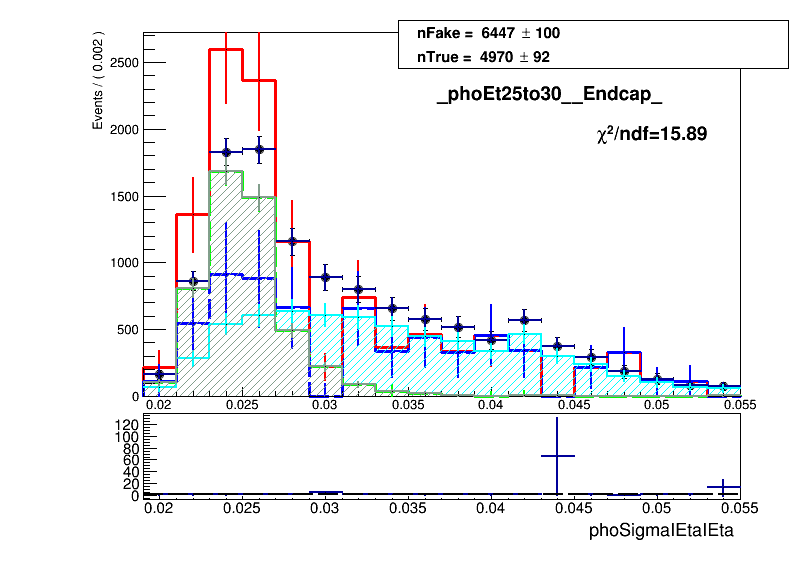 nFake = 6447 ± 100
nTrue = 4970 ± 92
_phoEt25to30__Endcap_
χ²/ndf=15.89
Events / ( 0.002 )
2500
2000
1500
1000
500
0
0.02 0.025 0.03 0.035 0.04 0.045 0.05 0.055
120
100
80
60
40
20
0
0.02 0.025 0.03 0.035 0.04 0.045 0.05 0.055
phoSigmaIEtaIEta